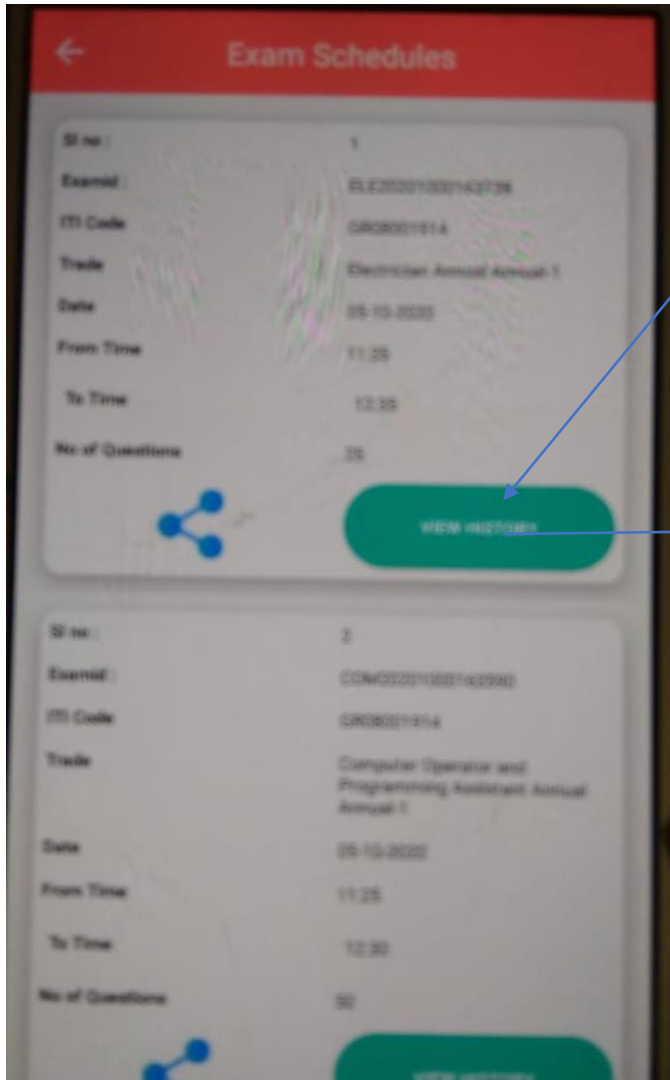 Exam Schedules
Sl no : 1
Examid :
ITI Code GR08001914
Trade Electrician Annual Annual-1
Date 05-10-2020
From Time 11:25
To Time
No of Questions 25
VIEW HISTORY
Sl no : 2
Examid :
ITI Code GR08001914
Trade Computer Operator and
Programming Assistant Annual
Annual-1
Date 05-10-2020
From Time 11:25
To Time 12:30
No of Questions 50
VIEW HISTORY